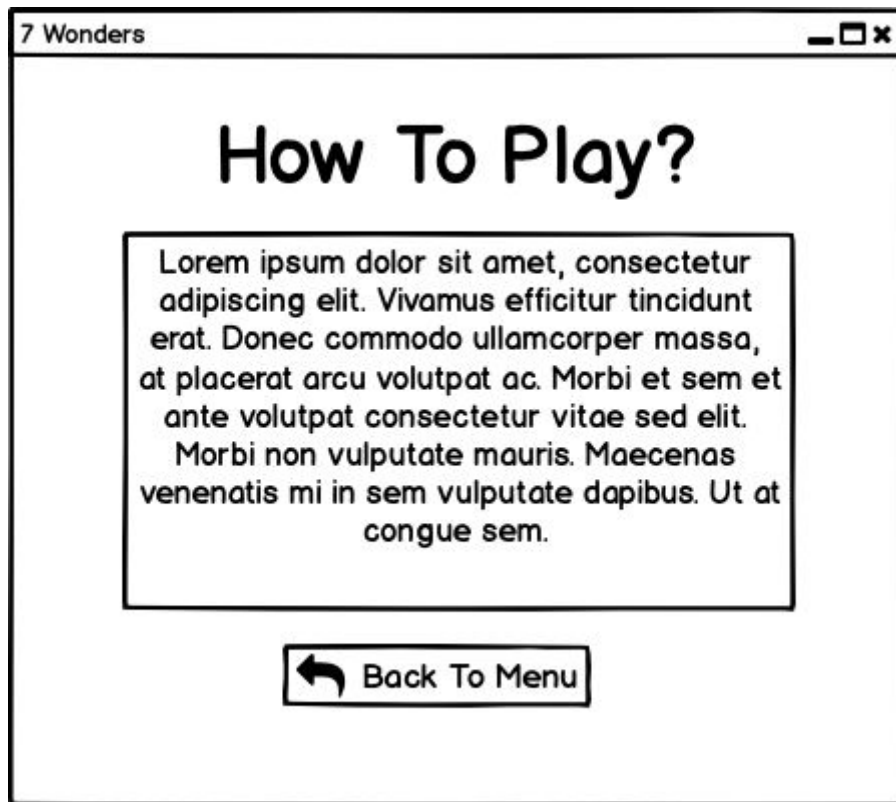 7 Wonders
How To Play?
Lorem ipsum dolor sit amet, consectetur
adipiscing elit. Vivamus efficitur tincidunt
erat. Donec commodo ullamcorper massa,
at placerat arcu volutpat ac. Morbi et sem et
ante volutpat consectetur vitae sed elit.
Morbi non vulputate mauris. Maecenas
venenatis mi in sem vulputate dapibus. Ut at
congue sem.
Back To Menu